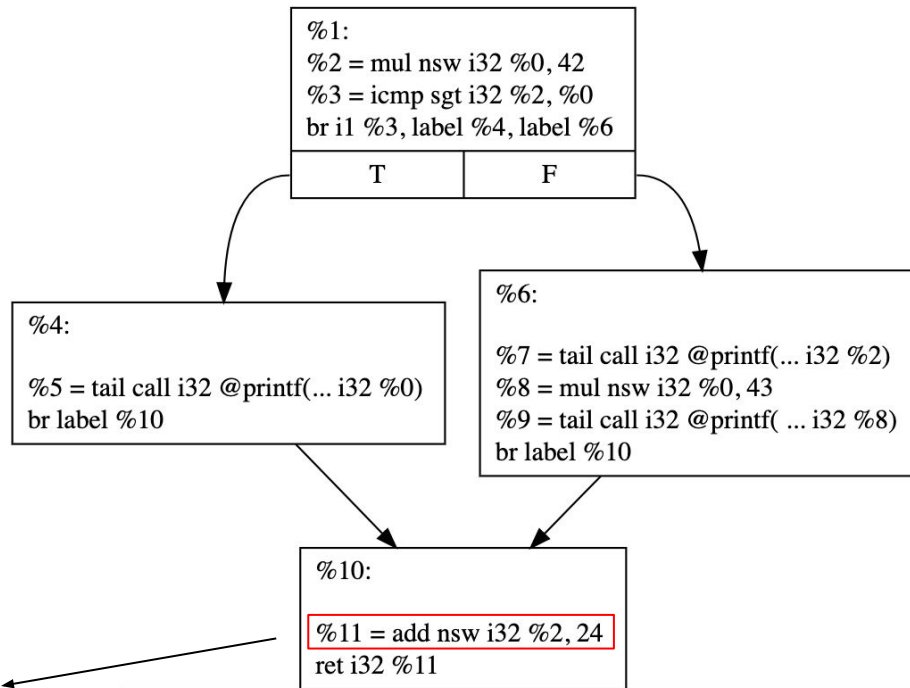 %1:
%2 = mul nsw i32 %0, 42
%3 = icmp sgt i32 %2, %0
br i1 %3, label %4, label %6
T
F
%4:
%5 = tail call i32 @printf(... i32 %0)
br label %10
%6:
%7 = tail call i32 @printf(... i32 %2)
%8 = mul nsw i32 %0, 43
%9 = tail call i32 @printf( ... i32 %8)
br label %10
%10:
%11 = add nsw i32 %2, 24
ret i32 %11